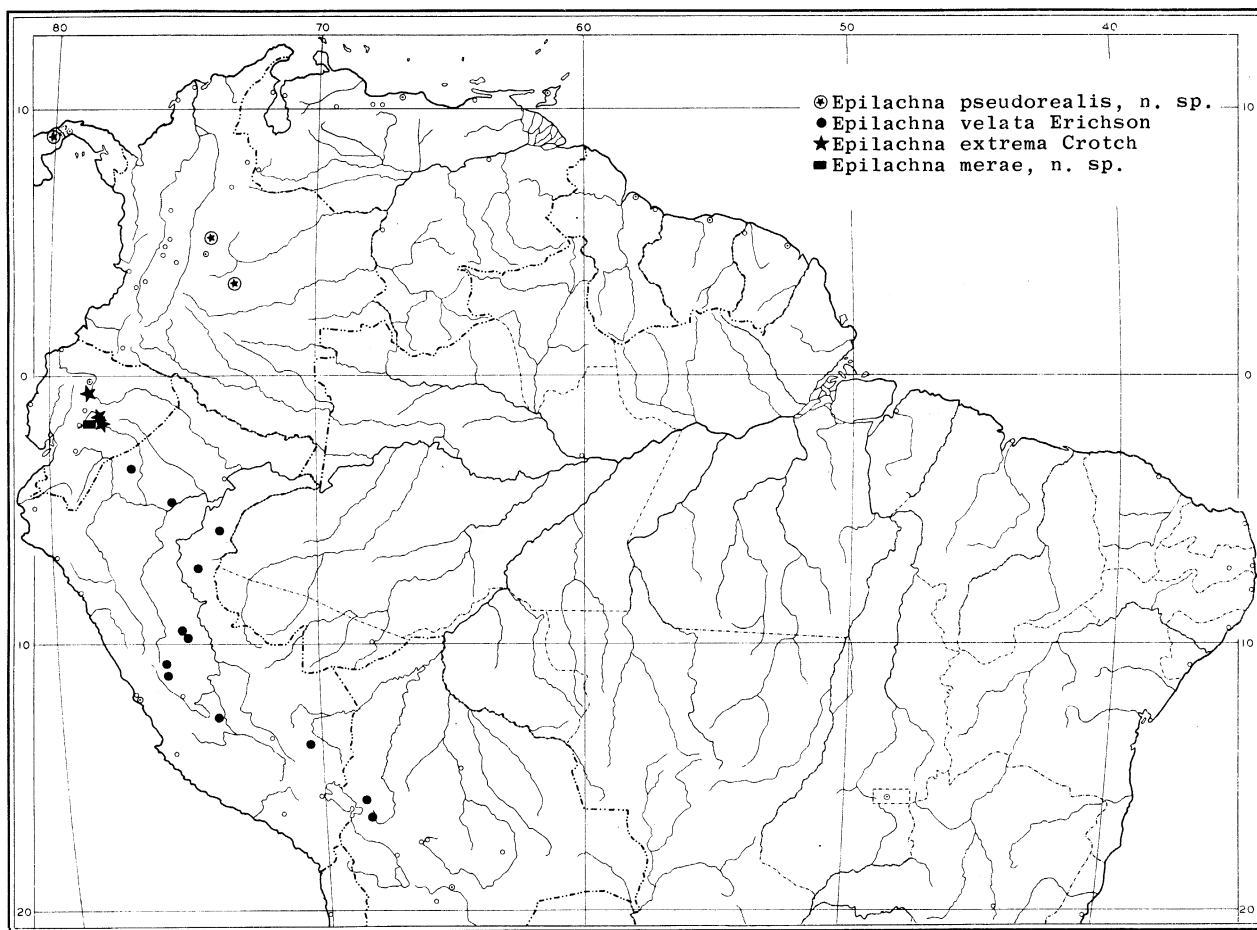 80 70 60 50 40
10 10
Epilachna pseudorealis, n. sp.
Epilachna velata Erichson
Epilachna extrema Crotch
Epilachna merae, n. sp.
0 0
10 10
20 20